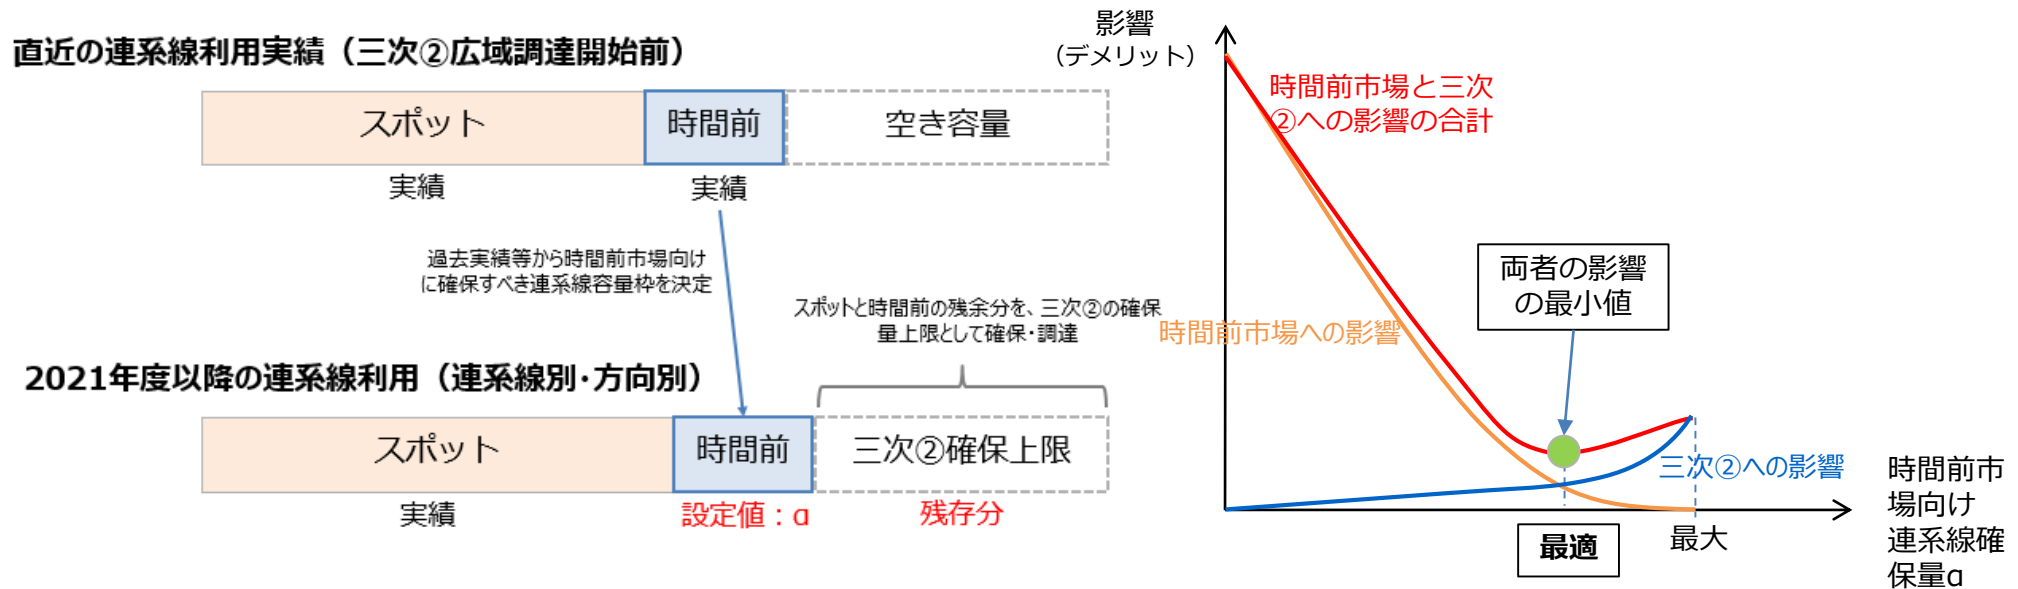 直近の連系線利用実績（三次②広域調達開始前）
スポット
時間前
空き容量
実績
実績
過去実績等から時間前市場向け
に確保すべき連系線容量枠を決定
スポットと時間前の残余分を、三次②の確保
量上限として確保・調達
2021年度以降の連系線利用（連系線別・方向別）
スポット
時間前
三次②確保上限
実績
設定値：α
残存分
影響
（デメリット）
時間前市場と三次
②への影響の合計
両者の影響
の最小値
時間前市場への影響
三次②への影響
最適
最大
時間前市
場向け
連系線確
保量α